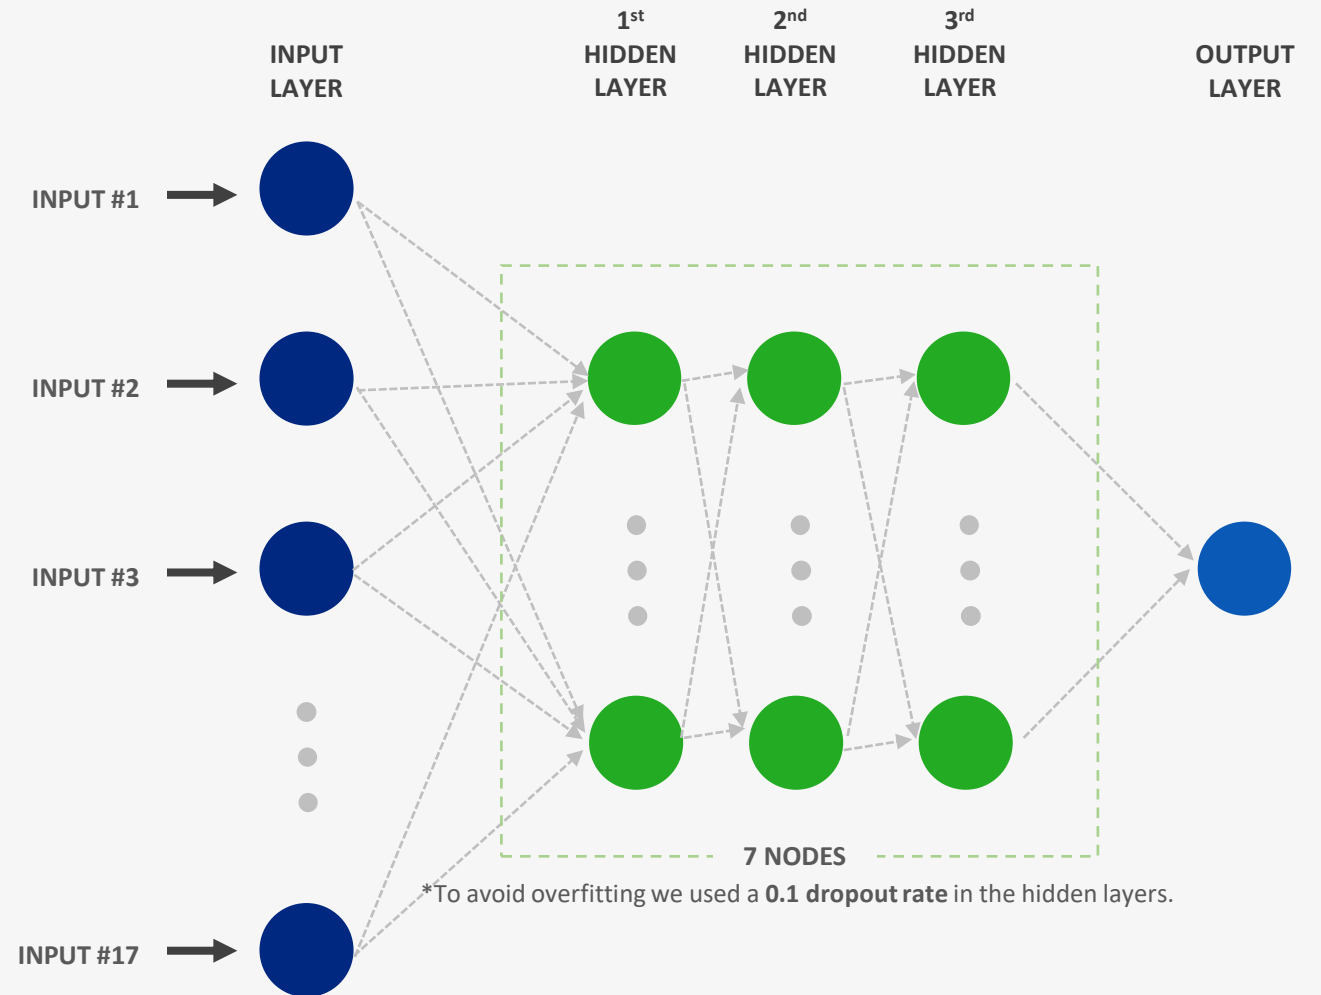 INPUT
LAYER
1st
HIDDEN
LAYER
2nd
HIDDEN
LAYER
3rd
HIDDEN
LAYER
OUTPUT
LAYER
INPUT #1
INPUT #2
INPUT #3
INPUT #17
7 NODES
*To avoid overfitting we used a 0.1 dropout rate in the hidden layers.